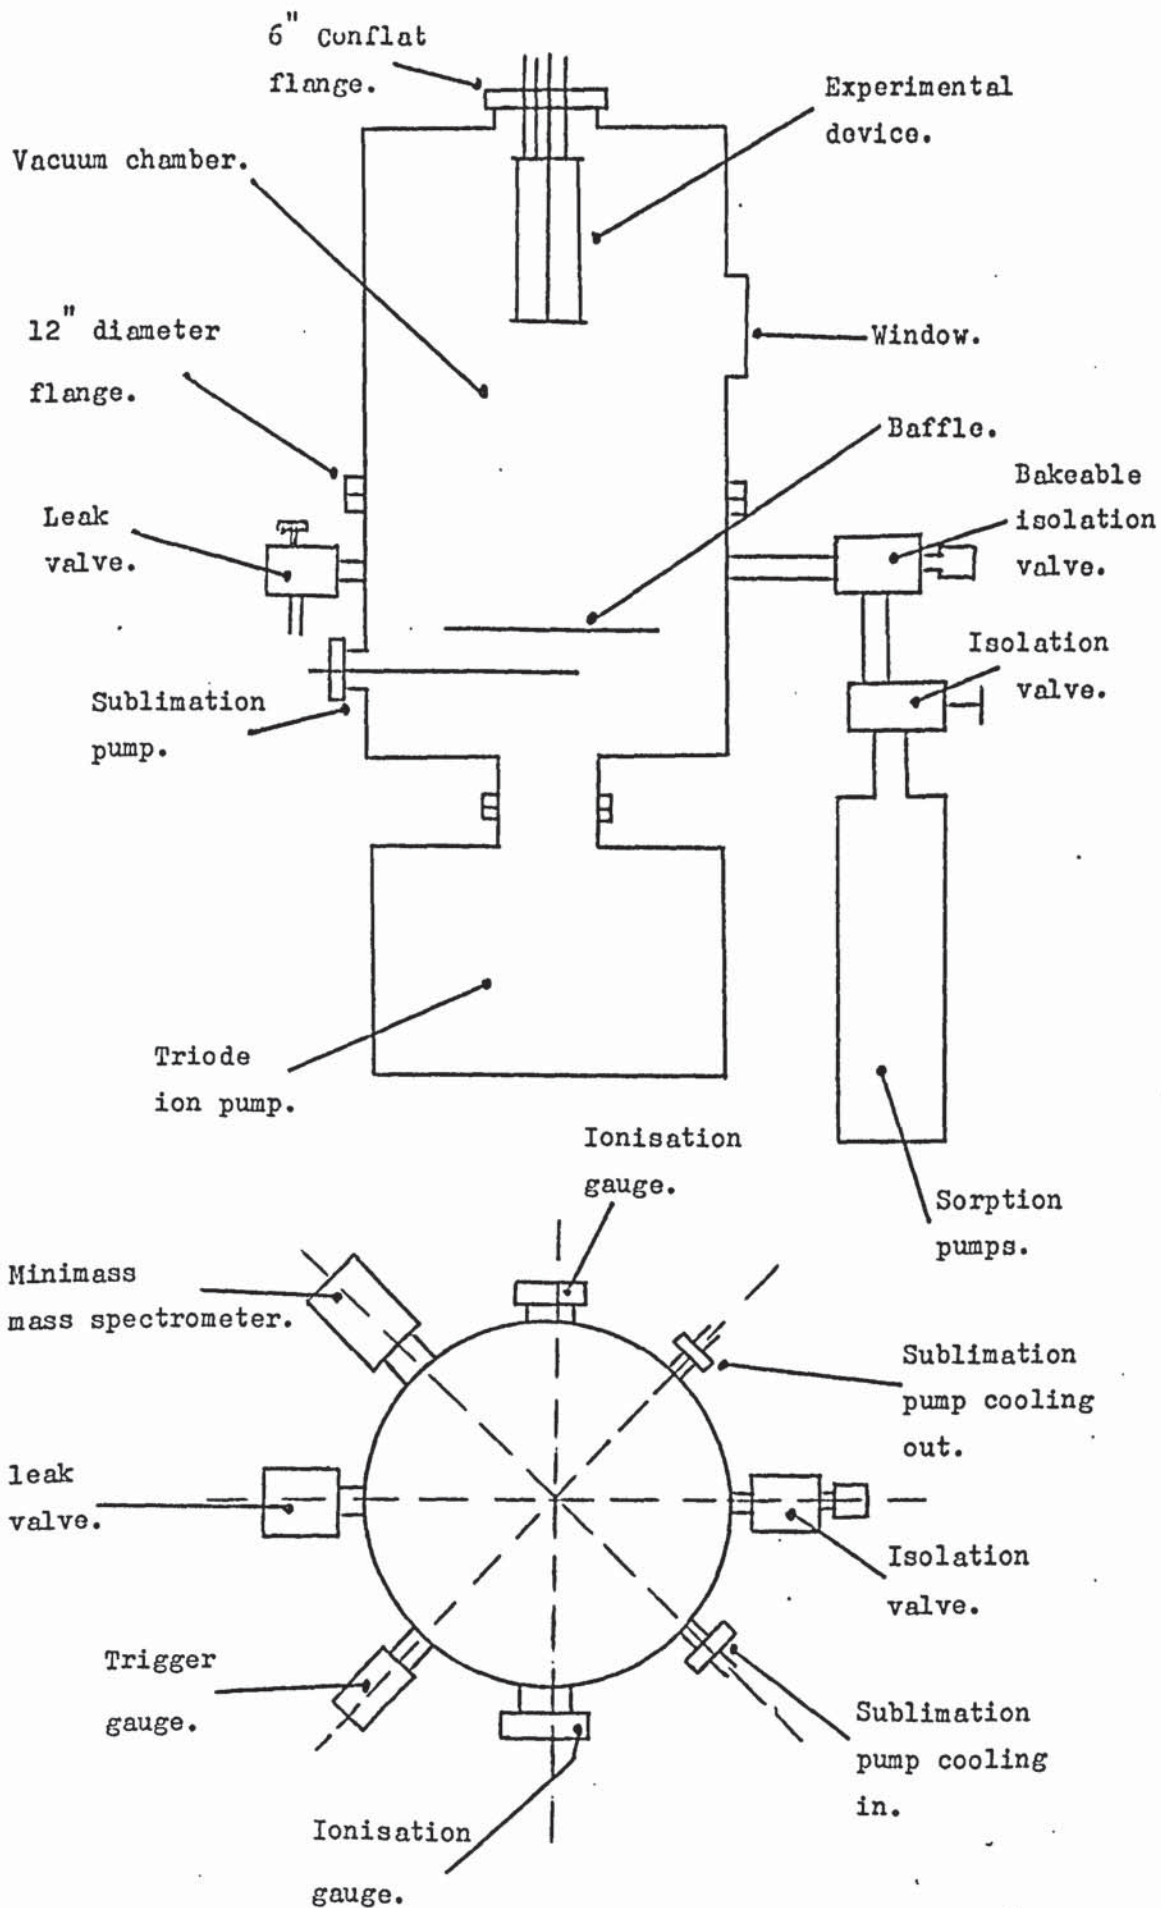 6" Conflat
flange.
Experimental
device.
Vacuum chamber.
12" diameter
flange.
Window.
Baffle.
Leak
valve.
Bakeable
isolation
valve.
Isolation
valve.
Sublimation
pump.
Triode
ion pump.
Sorption
pumps.
Ionisation
gauge.
Minimass
mass spectrometer.
Sublimation
pump cooling
out.
leak
valve.
Isolation
valve.
Trigger
gauge.
Sublimation
pump cooling
in.
Ionisation
gauge.